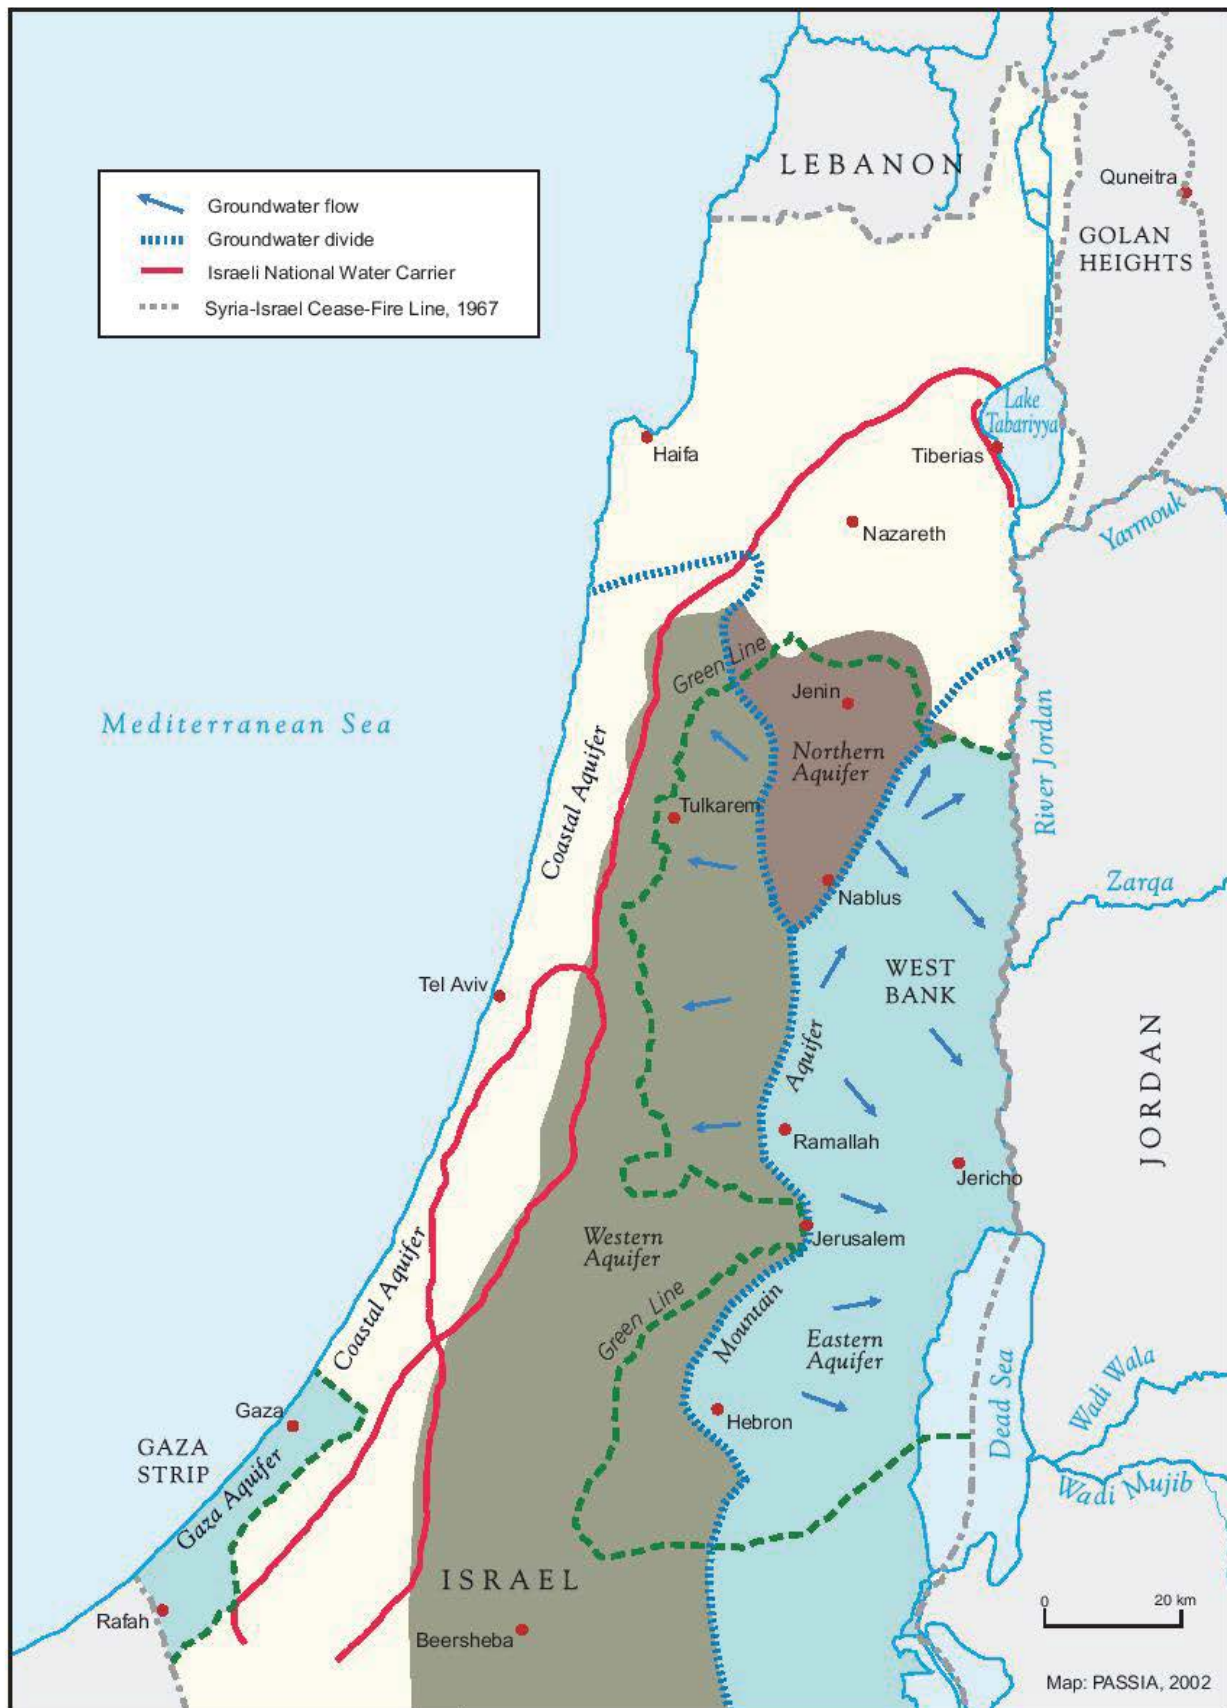 LEBANON
Quneitra
GOLAN
HEIGHTS
Groundwater flow
Groundwater divide
Israeli National Water Carrier
Syria-Israel Cease-Fire Line, 1967
Lake
Tabariyya
Haifa
Tiberias
Nazareth
Yarmouk
Green Line
Jenin
Mediterranean Sea
Northern
Aquifer
River Jordan
Coastal Aquifer
Tulkarem
Nablus
Zarqa
WEST
BANK
Tel Aviv
Aquifer
JORDAN
Ramallah
Jericho
Western
Aquifer
Jerusalem
Coastal Aquifer
Green Line
Mountain
Eastern
Aquifer
Dead Sea
Wadi Wala
Gaza
Hebron
GAZA
STRIP
Gaza Aquifer
Wadi Mujib
ISRAEL
Rafah
Beersheba
0 20 km
Map: PASSIA, 2002